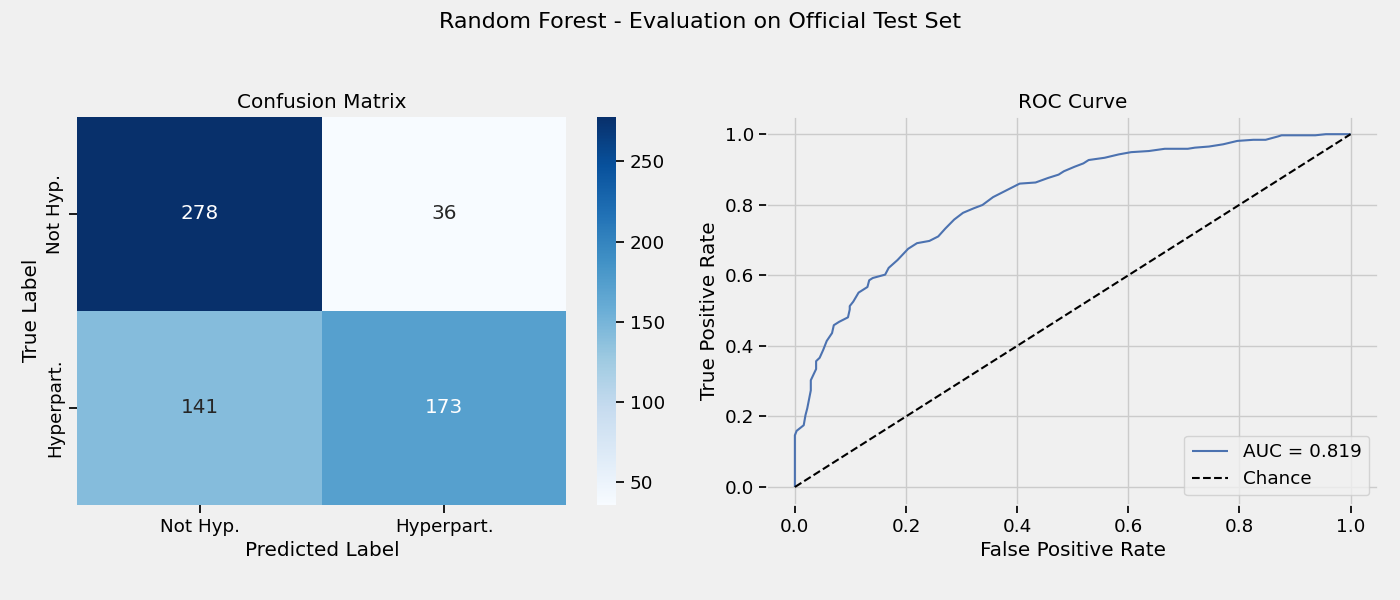 Random Forest - Evaluation on Official Test Set
Confusion Matrix
True Label
Not Hyp.
Hyperpart.
278
36
141
173
Not Hyp.
Hyperpart.
Predicted Label
250
200
150
100
50
ROC Curve
True Positive Rate
1.0
0.8
0.6
0.4
0.2
0.0
AUC = 0.819
Chance
0.0
0.2
0.4
0.6
0.8
1.0
False Positive Rate